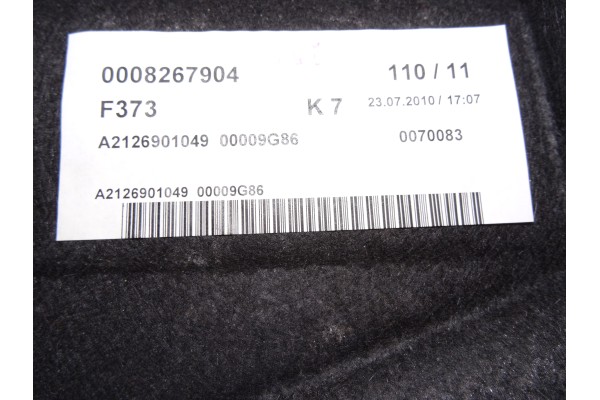 0008267904 110 / 11
F373 K 7 23.07.2010 / 17:07
A2126901049 00009G86 0070083
A2126901049 00009G86